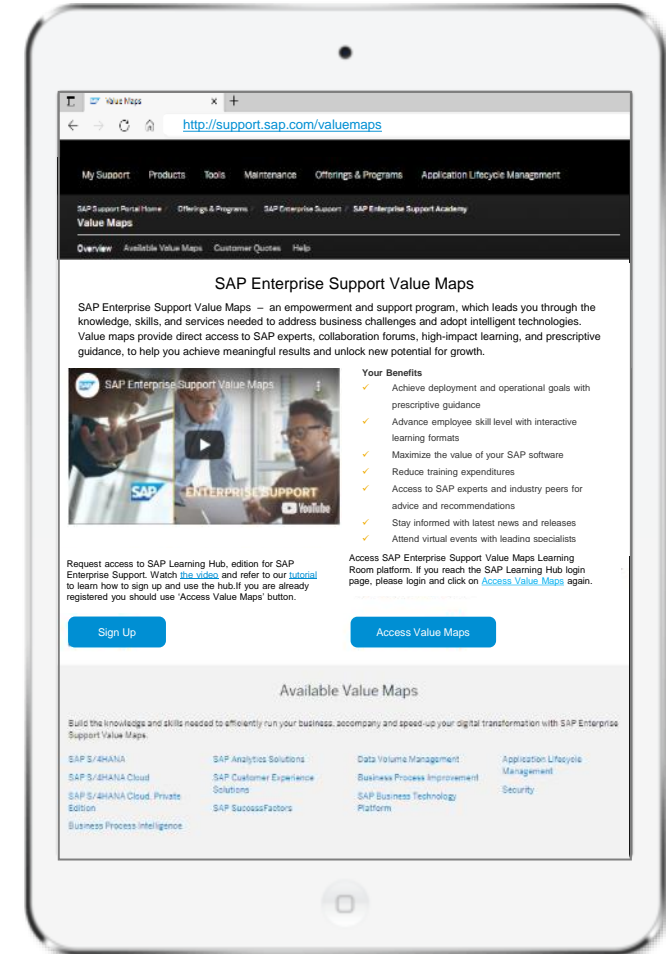 Value Maps
http://support.sap.com/valuemaps
My Support Products Tools Maintenance Offerings & Programs Application Lifecycle Management
SAP Support Portal Home / Offerings & Programs / SAP Enterprise Support / SAP Enterprise Support Academy
Value Maps
Overview Available Value Maps Customer Quotes Help
SAP Enterprise Support Value Maps
SAP Enterprise Support Value Maps – an empowerment and support program, which leads you through the
knowledge, skills, and services needed to address business challenges and adopt intelligent technologies.
Value maps provide direct access to SAP experts, collaboration forums, high-impact learning, and prescriptive
guidance, to help you achieve meaningful results and unlock new potential for growth.
SAP Enterprise Support Value Maps
SAP ENTERPRISE SUPPORT
YouTube
Your Benefits
✓ Achieve deployment and operational goals with
prescriptive guidance
✓ Advance employee skill level with interactive
learning formats
✓ Maximize the value of your SAP software
✓ Reduce training expenditures
✓ Access to SAP experts and industry peers for
advice and recommendations
✓ Stay informed with latest news and releases
✓ Attend virtual events with leading specialists
Request access to SAP Learning Hub, edition for SAP
Enterprise Support. Watch the video and refer to our tutorial
to learn how to sign up and use the hub.If you are already
registered you should use ‘Access Value Maps’ button.
Sign Up
Access SAP Enterprise Support Value Maps Learning
Room platform. If you reach the SAP Learning Hub login
page, please login and click on Access Value Maps again.
Access Value Maps
Available Value Maps
Build the knowledge and skills needed to efficiently run your business, accompany and speed-up your digital transformation with SAP Enterprise
Support Value Maps.
SAP S/4HANA
SAP S/4HANA Cloud
SAP S/4HANA Cloud, Private
Edition
Business Process Intelligence
SAP Analytics Solutions
SAP Customer Experience
Solutions
SAP SuccessFactors
Data Volume Management
Business Process Improvement
SAP Business Technology
Platform
Application Lifecycle
Management
Security